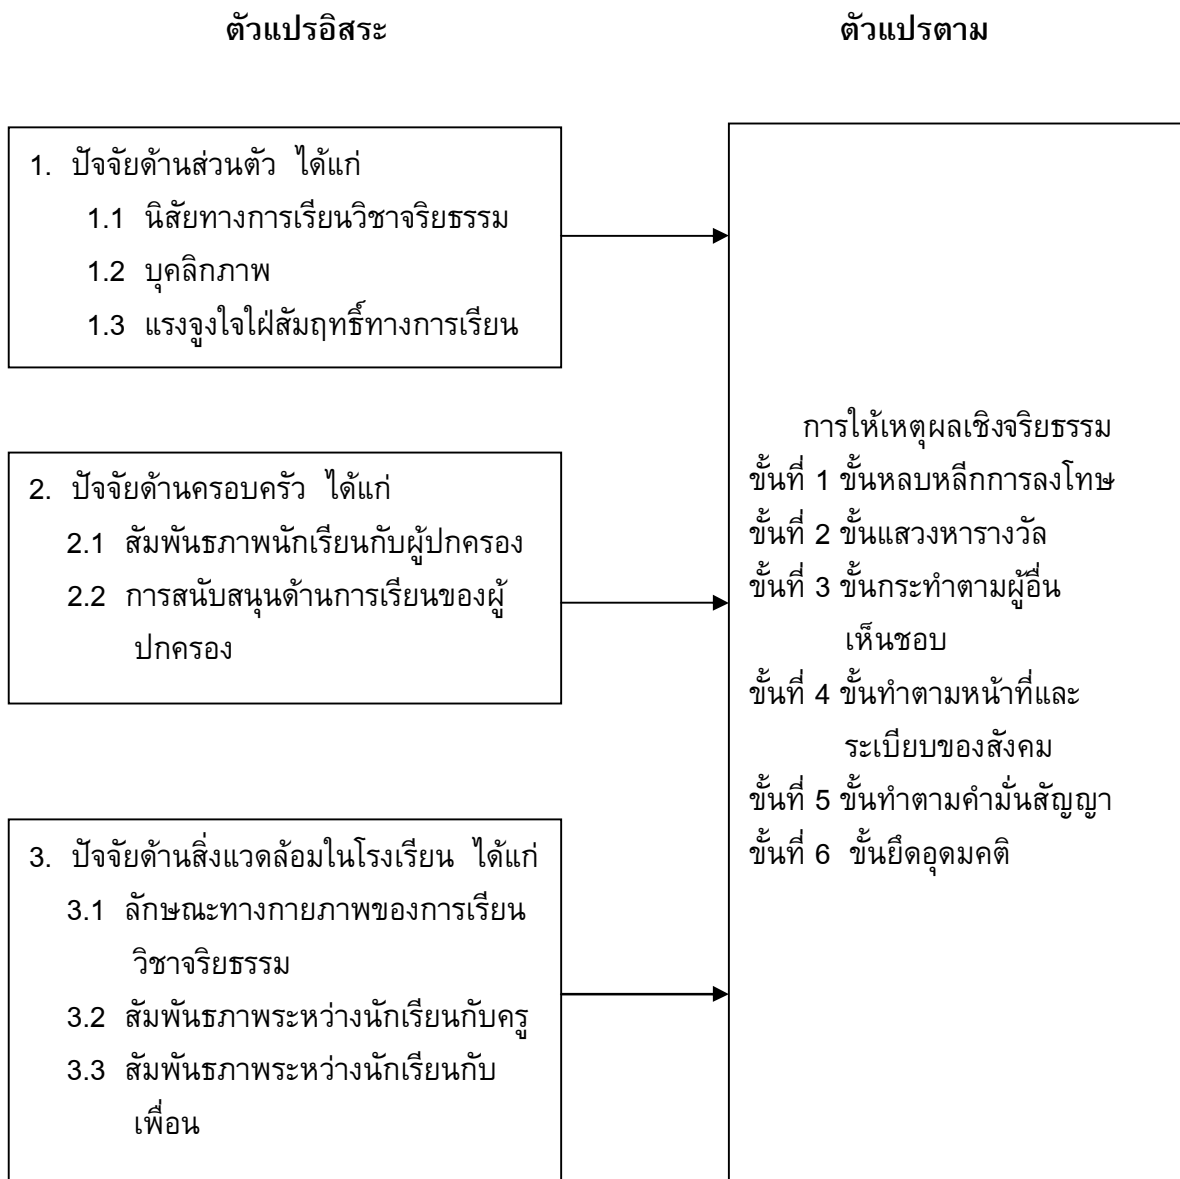 ตัวแปรอิสระ
ตัวแปรตาม
1. ปัจจัยด้านส่วนตัว ได้แก่
1.1 นิสัยทางการเรียนวิชาจริยธรรม
1.2 บุคลิกภาพ
1.3 แรงจูงใจใฝ่สัมฤทธิ์ทางการเรียน
2. ปัจจัยด้านครอบครัว ได้แก่
2.1 สัมพันธภาพนักเรียนกับผู้ปกครอง
2.2 การสนับสนุนด้านการเรียนของผู้
ปกครอง
3. ปัจจัยด้านสิ่งแวดล้อมในโรงเรียน ได้แก่
3.1 ลักษณะทางกายภาพของการเรียน
วิชาจริยธรรม
3.2 สัมพันธภาพระหว่างนักเรียนกับครู
3.3 สัมพันธภาพระหว่างนักเรียนกับ
เพื่อน
การให้เหตุผลเชิงจริยธรรม
ขั้นที่ 1 ขั้นหลบหลีกการลงโทษ
ขั้นที่ 2 ขั้นแสวงหารางวัล
ขั้นที่ 3 ขั้นกระทำตามผู้อื่น
เห็นชอบ
ขั้นที่ 4 ขั้นทำตามหน้าที่และ
ระเบียบของสังคม
ขั้นที่ 5 ขั้นทำตามคำมั่นสัญญา
ขั้นที่ 6 ขั้นยึดอุดมคติ